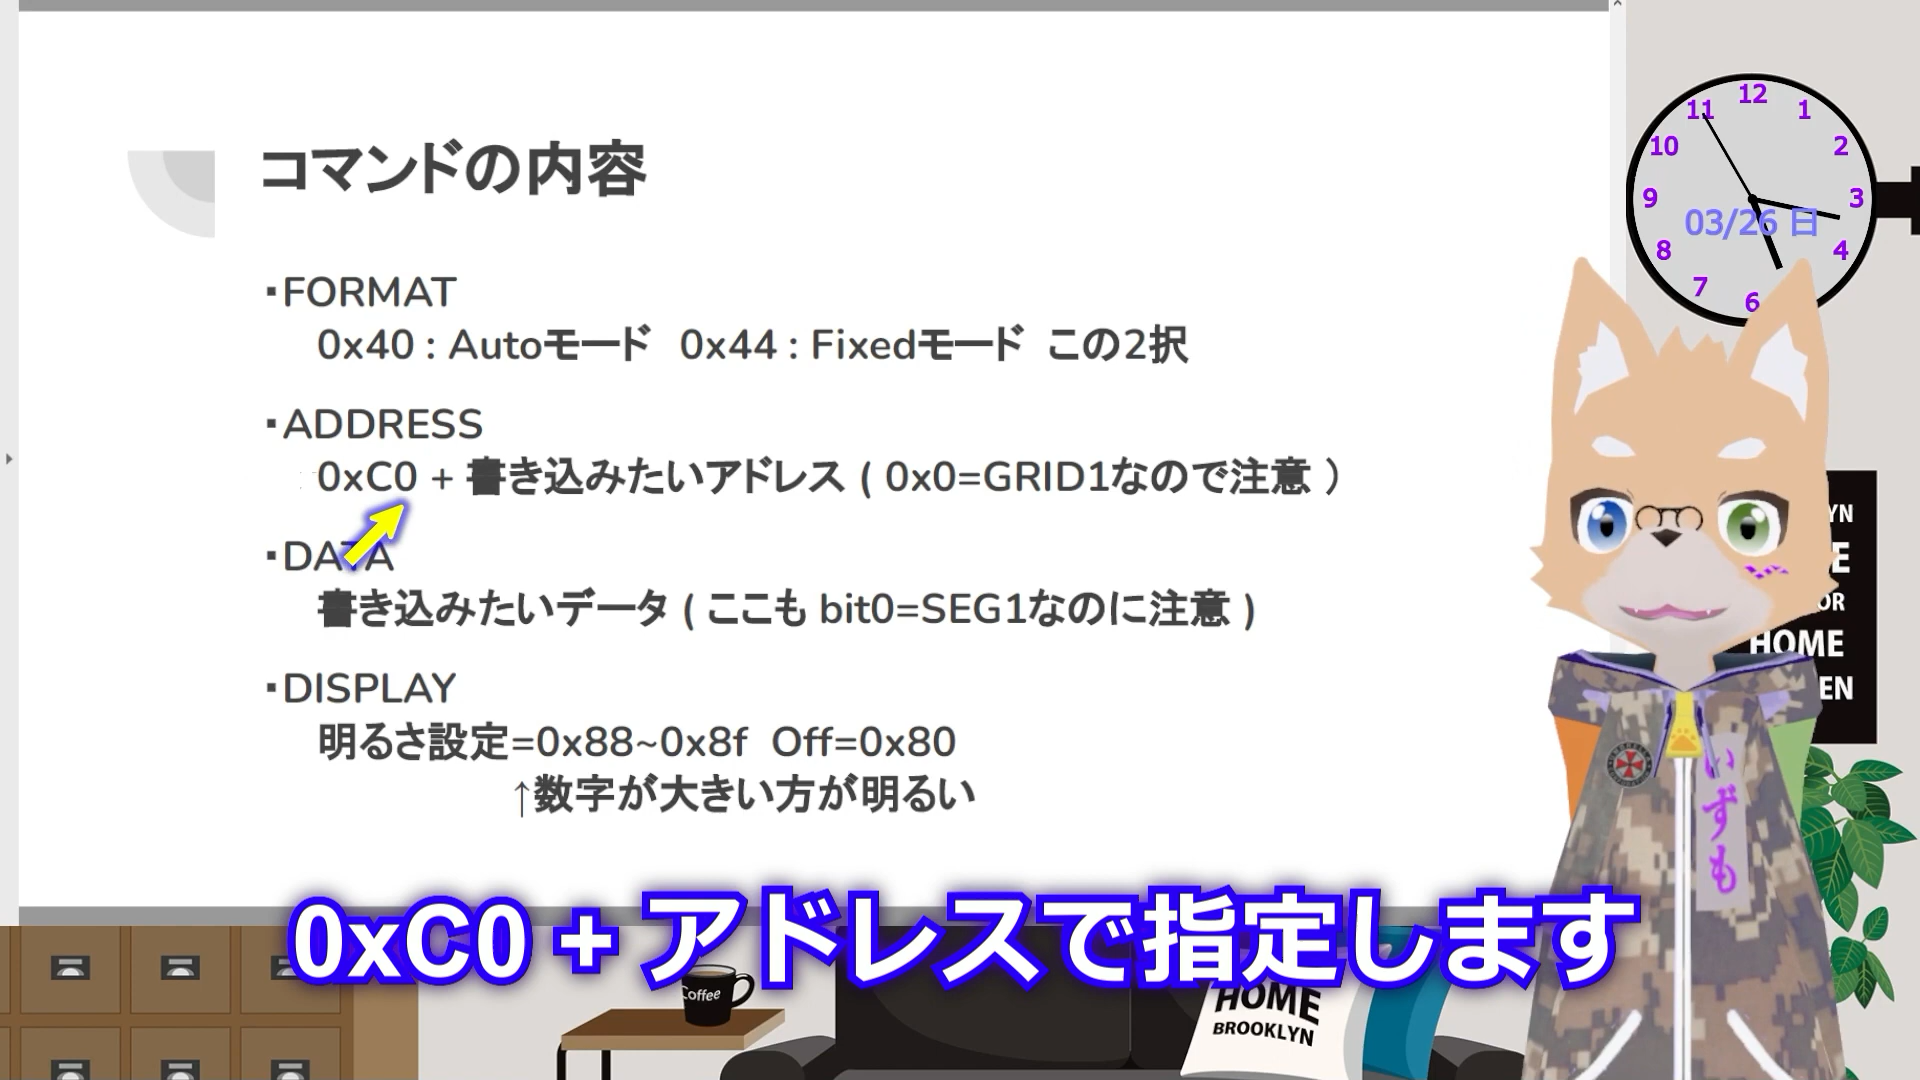 コマンドの内容
･FORMAT
0x40 : Autoモード 0x44 : Fixedモード この2択
･ADDRESS
0xC0 + 書き込みたいアドレス ( 0x0=GRID1なので注意 )
･DATA
書き込みたいデータ ( ここも bit0=SEG1なのに注意 )
･DISPLAY
明るさ設定=0x88~0x8f Off=0x80
↑数字が大きい方が明るい
0xC0 + アドレスで指定します
12
11
1
10
2
9
3
03/26 日
8
4
7
6
YN
E
OR
HOME
EN
いずも
Coffee
HOME
BROOKLYN